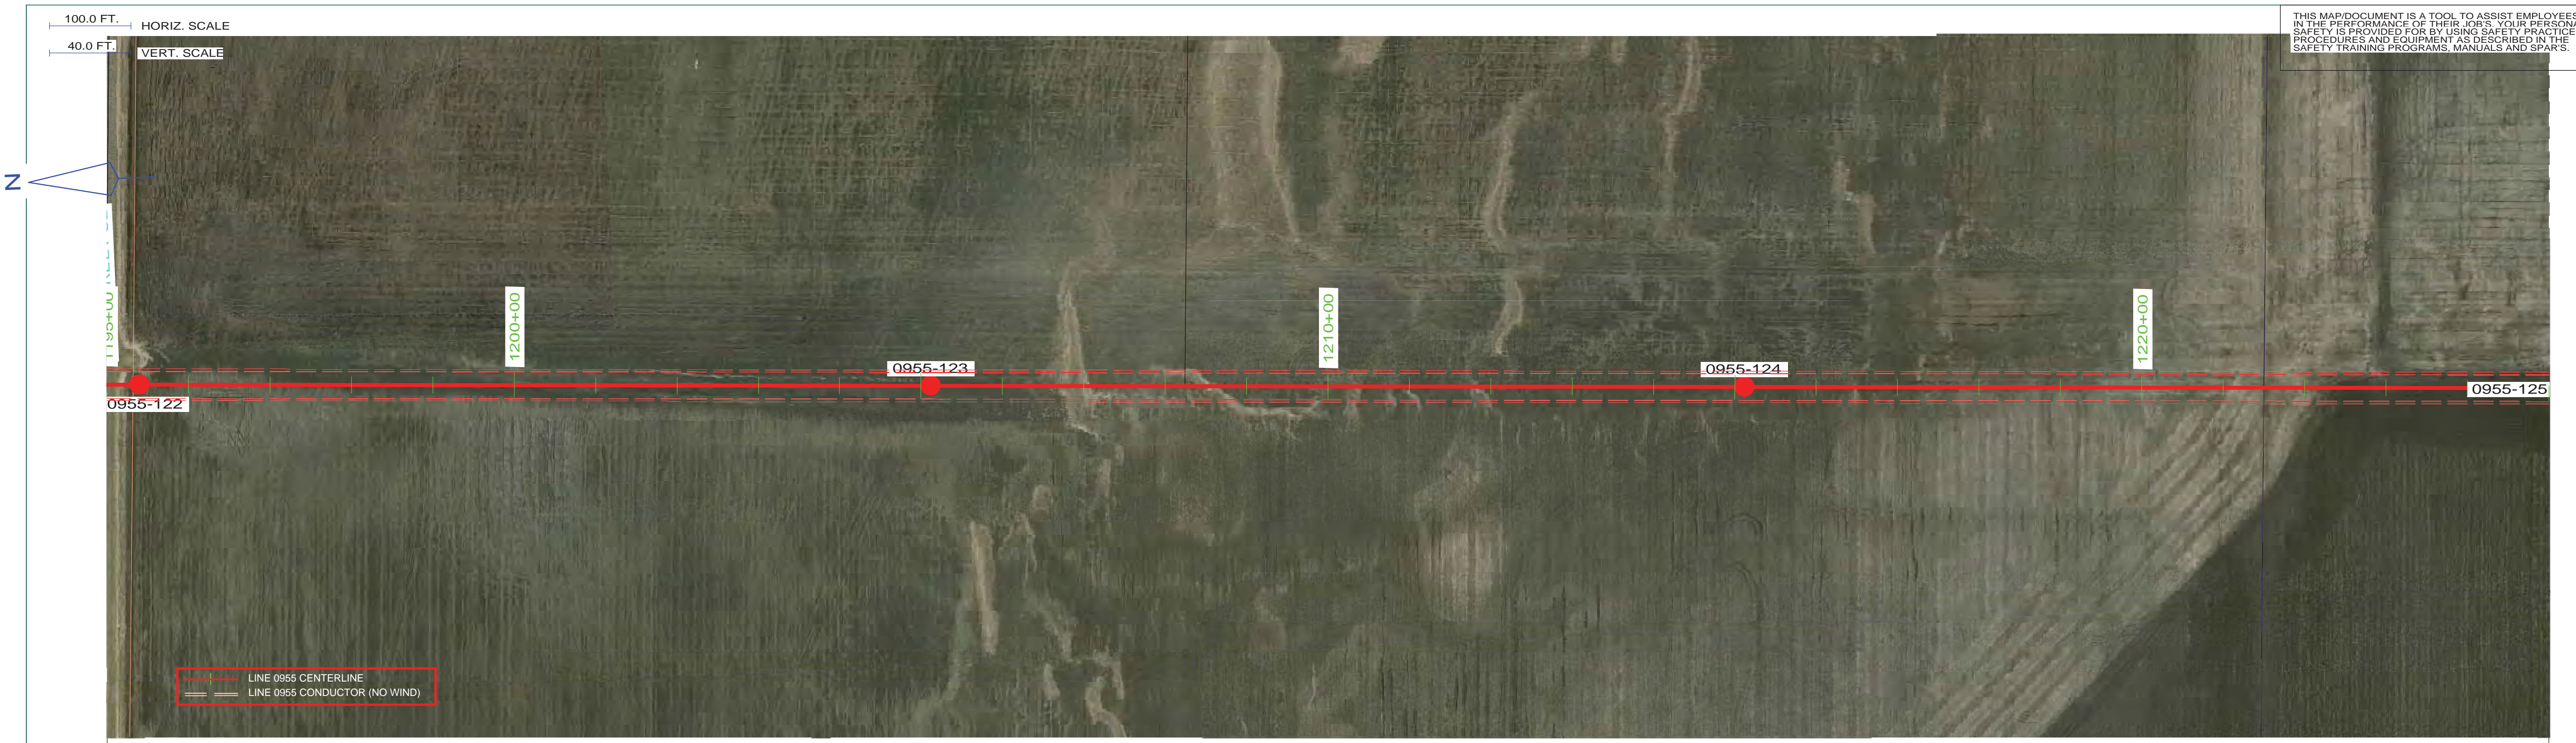 100.0 FT.
HORIZ. SCALE
40.0 FT.
VERT. SCALE
THIS MAP/DOCUMENT IS A TOOL TO ASSIST EMPLOYEES
IN THE PERFORMANCE OF THEIR JOB'S. YOUR PERSONA
SAFETY IS PROVIDED FOR BY USING SAFETY PRACTICE
PROCEDURES AND EQUIPMENT AS DESCRIBED IN THE
SAFETY TRAINING PROGRAMS, MANUALS AND SPAR'S.
N
1195+00
1200+00
1210+00
1220+00
0955-122
0955-123
0955-124
0955-125
LINE 0955 CENTERLINE
LINE 0955 CONDUCTOR (NO WIND)